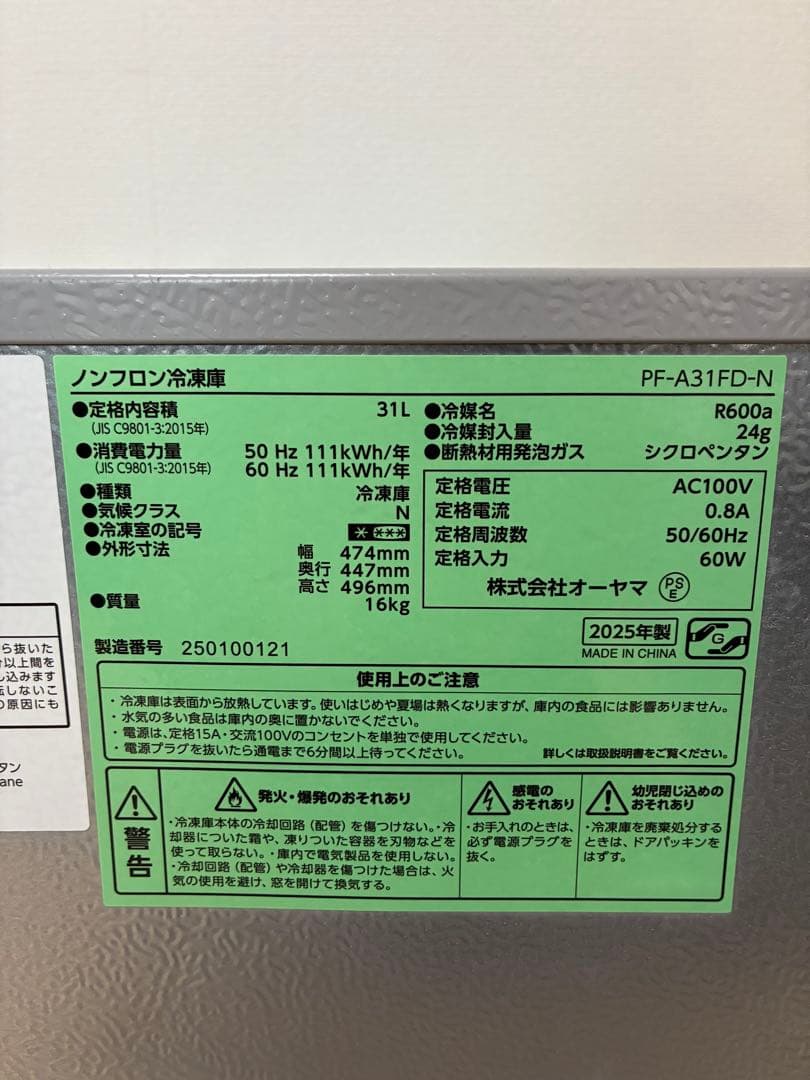 ノンフロン冷凍庫 PF-A31FD-N
●定格内容積 31L
(JIS C9801-3:2015年)
●消費電力量 50 Hz 111kWh/年
(JIS C9801-3:2015年) 60 Hz 111kWh/年
●種類 冷凍庫
●気候クラス N
●冷凍室の記号
●外形寸法 幅 474mm
奥行 447mm
高さ 496mm
●質量 16kg
●冷媒名 R600a
●冷媒封入量 24g
●断熱材用発泡ガス シクロペンタン
定格電圧 AC100V
定格電流 0.8A
定格周波数 50/60Hz
定格入力 60W
株式会社オーヤマ PSE
製造番号 250100121
2025年製
MADE IN CHINA
G
使用上のご注意
・冷凍庫は表面から放熱しています。使いはじめや夏場は熱くなりますが、庫内の食品には影響ありません。
・水気の多い食品は庫内の奥に置かないでください。
・電源は、定格15A・交流100Vのコンセントを単独で使用してください。
・電源プラグを抜いたら通電まで6分間以上待ってください。 詳しくは取扱説明書をご覧ください。
警告
発火・爆発のおそれあり
・冷凍庫本体の冷却回路(配管)を傷つけない。・冷
却器についた霜や、凍りついた容器を刃物などを
使って取らない。・庫内で電気製品を使用しない。
・冷却回路(配管)や冷却器を傷つけた場合は、火
気の使用を避け、窓を開けて換気する。
感電の
おそれあり
・お手入れのときは、
必ず電源プラグを
抜く。
幼児閉じ込めの
おそれあり
・冷凍庫を廃棄処分する
ときは、ドアパッキンを
はずす。
ら抜いた
分以上間を
し込みます
転しないこ
の原因にも
タン
ane